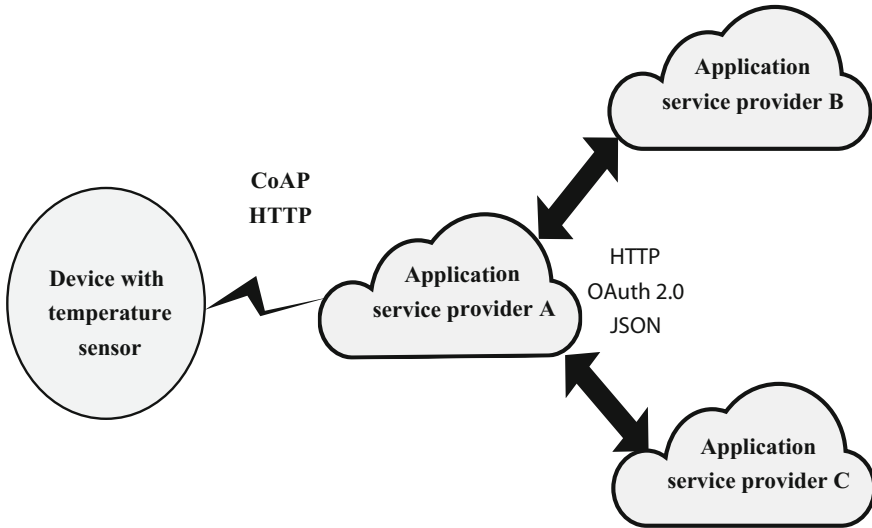 Application
service provider B
CoAP
HTTP
Device with
temperature
sensor
Application
service provider A
HTTP
OAuth 2.0
JSON
Application
service provider C